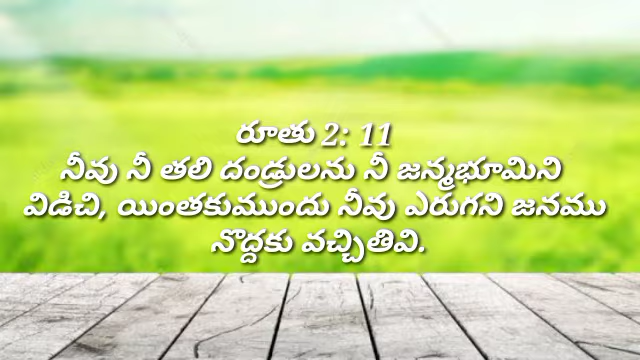 రూతు 2: 11
నీవు నీ తలి దండ్రులను నీ జన్మభూమిని
విడిచి, యింతకుముందు నీవు ఎరుగని జనము
నొద్దకు వచ్చితివి.